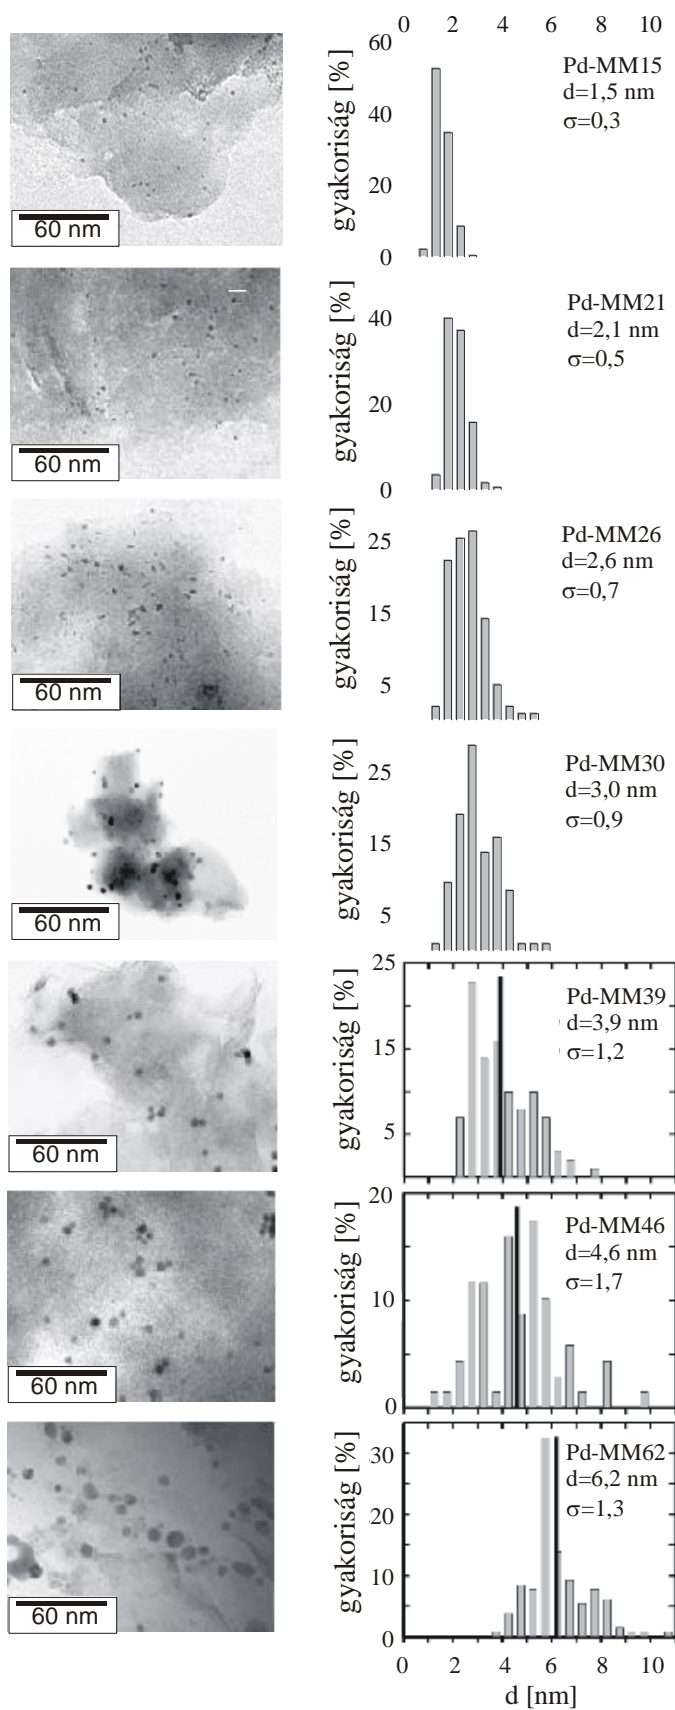 0 2 4 6 8 10
60
40
20
0
gyakoriság [%]
Pd-MM15
d=1,5 nm
σ=0,3
60 nm
40
20
0
gyakoriság [%]
Pd-MM21
d=2,1 nm
σ=0,5
60 nm
25
15
5
gyakoriság [%]
Pd-MM26
d=2,6 nm
σ=0,7
60 nm
25
15
5
gyakoriság [%]
Pd-MM30
d=3,0 nm
σ=0,9
60 nm
25
15
5
gyakoriság [%]
Pd-MM39
d=3,9 nm
σ=1,2
60 nm
20
10
0
gyakoriság [%]
Pd-MM46
d=4,6 nm
σ=1,7
60 nm
30
20
10
0
gyakoriság [%]
Pd-MM62
d=6,2 nm
σ=1,3
60 nm
0 2 4 6 8 10
d [nm]